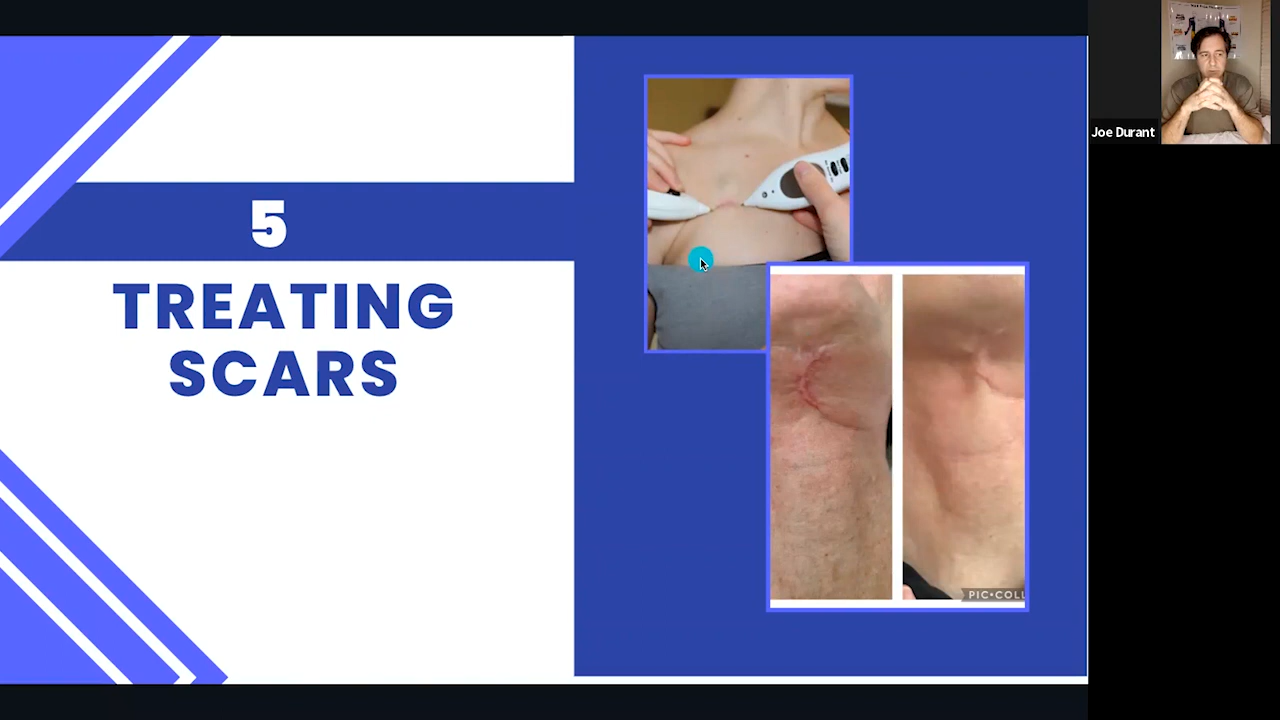 5
TREATING
SCARS
PIC•COLL
Joe Durant